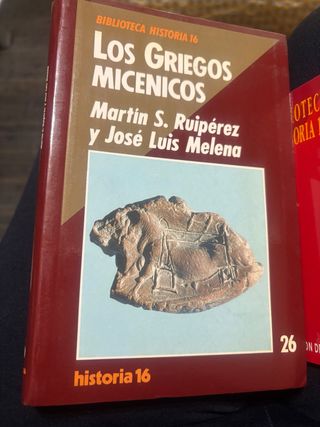 BIBLIOTECA HISTORIA 16
LOS GRIEGOS
MICENICOS
Martín S. Ruipérez
y José Luis Melena
26
historia 16